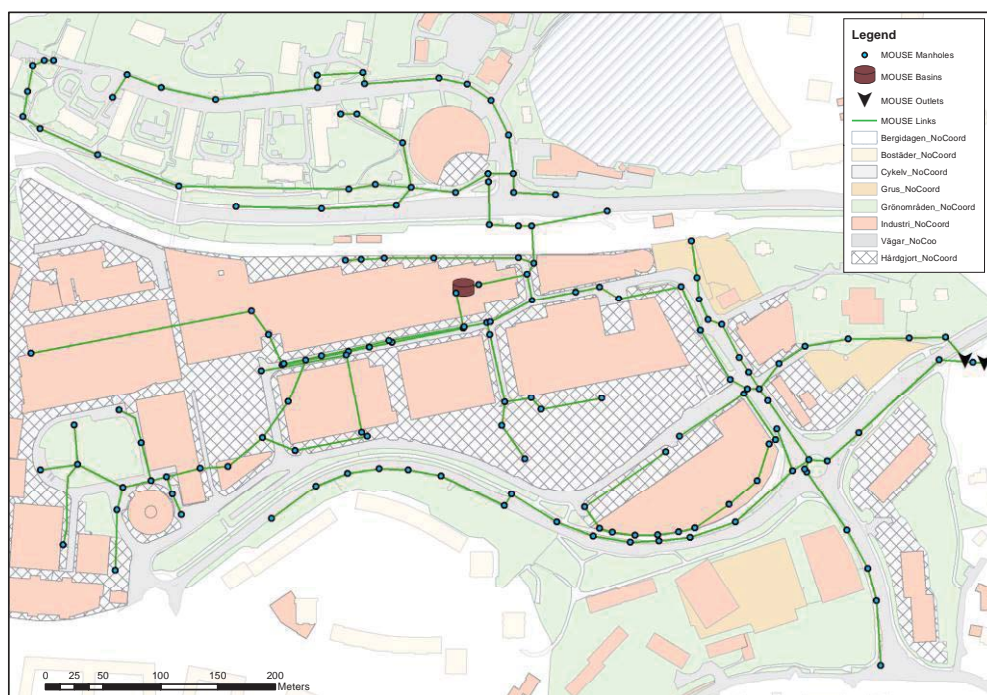 Legend
MOUSE Manholes
MOUSE Basins
MOUSE Outlets
MOUSE Links
Bergidagen_NoCoord
Bostäder_NoCoord
Cykelv_NoCoord
Grus_NoCoord
Grönområden_NoCoord
Industri_NoCoord
Vägar_NoCoo
Hårdgjort_NoCoord
0 25 50 100 150 200
Meters